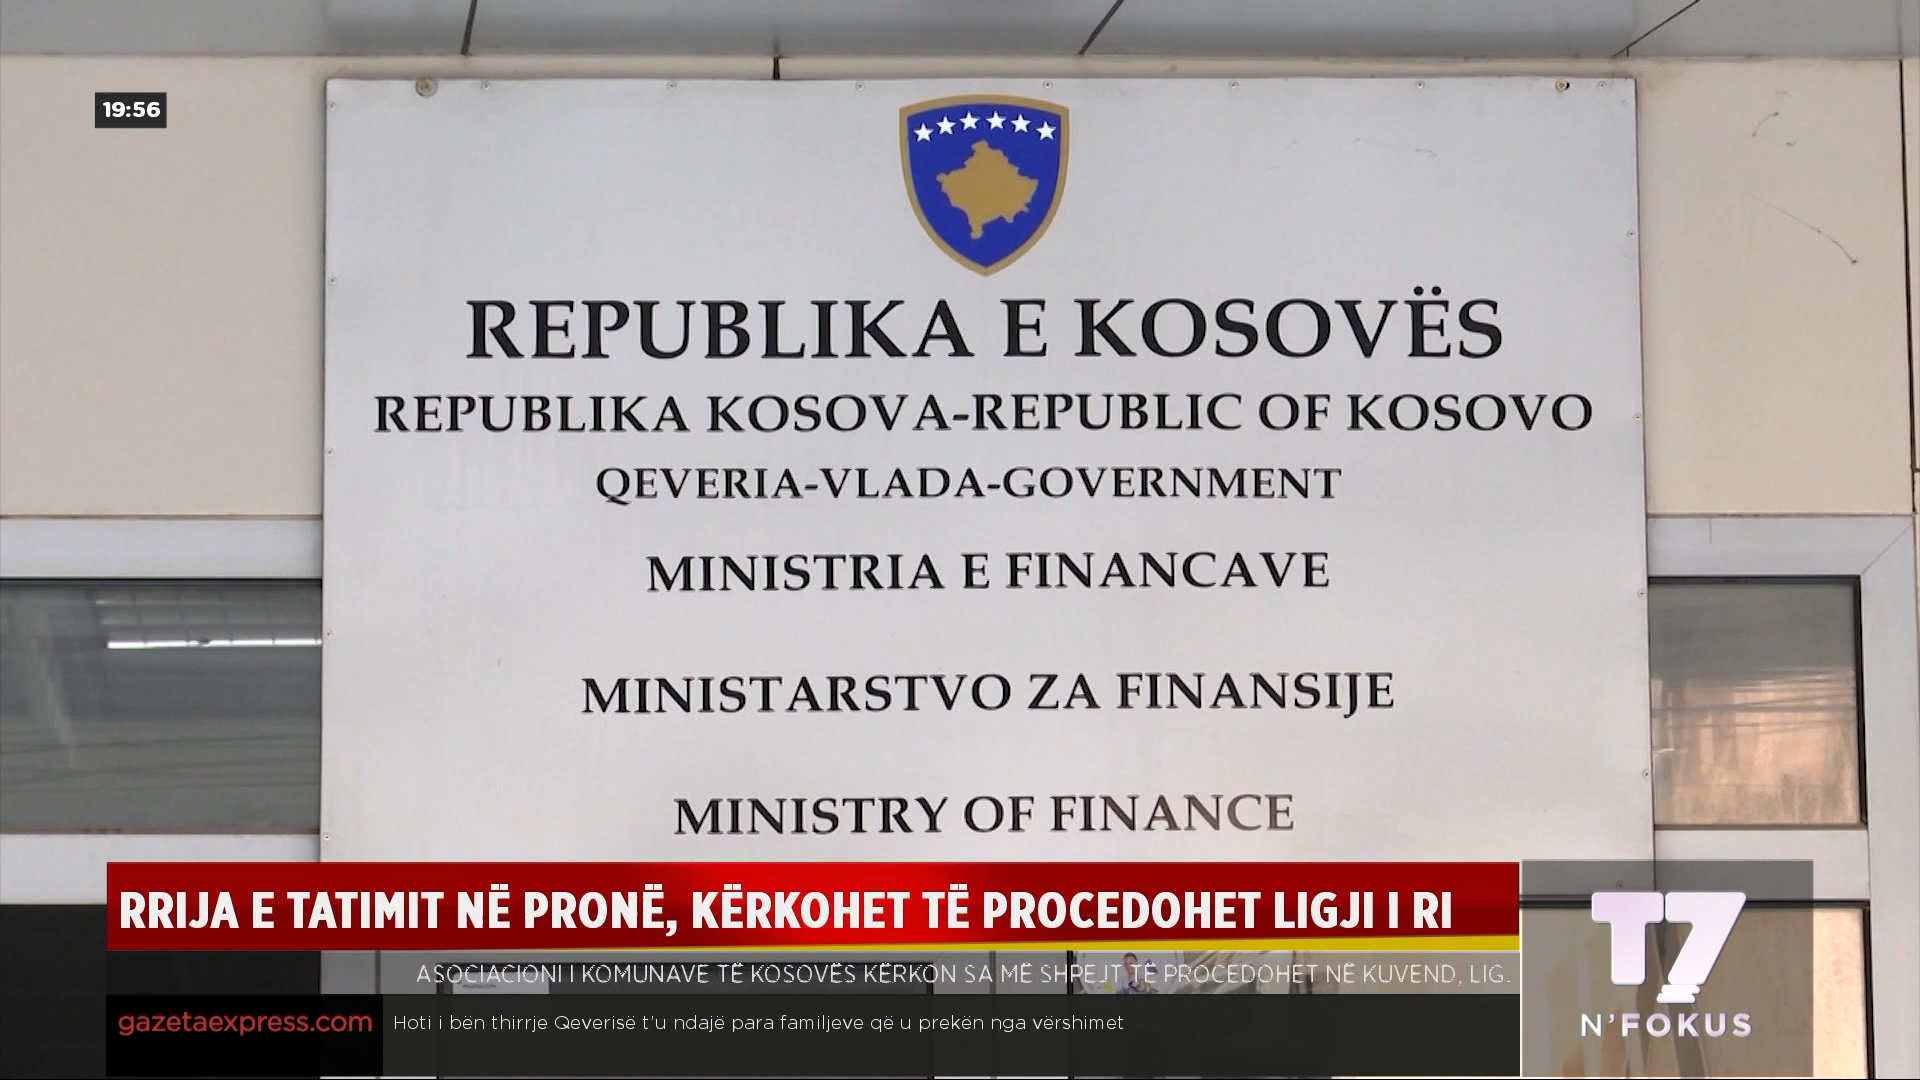 19:56
REPUBLIKA E KOSOVËS
REPUBLIKA KOSOVA-REPUBLIC OF KOSOVO
QEVERIA-VLADA-GOVERNMENT
MINISTRIA E FINANCAVE
MINISTARSTVO ZA FINANSIJE
MINISTRY OF FINANCE
RRIJA E TATIMIT NË PRONË, KËRKOHET TË PROCEDOHET LIGJI I RI
ASOCIACIONI I KOMUNAVE TË KOSOVËS KËRKON SA MË SHPEJT TË PROCEDOHET NË KUVEND, LIG.
gazetaexpress.com
Hoti i bën thirrje Qeverisë t'u ndajë para familjeve që u prekën nga vërshimet
T7
N'FOKUS